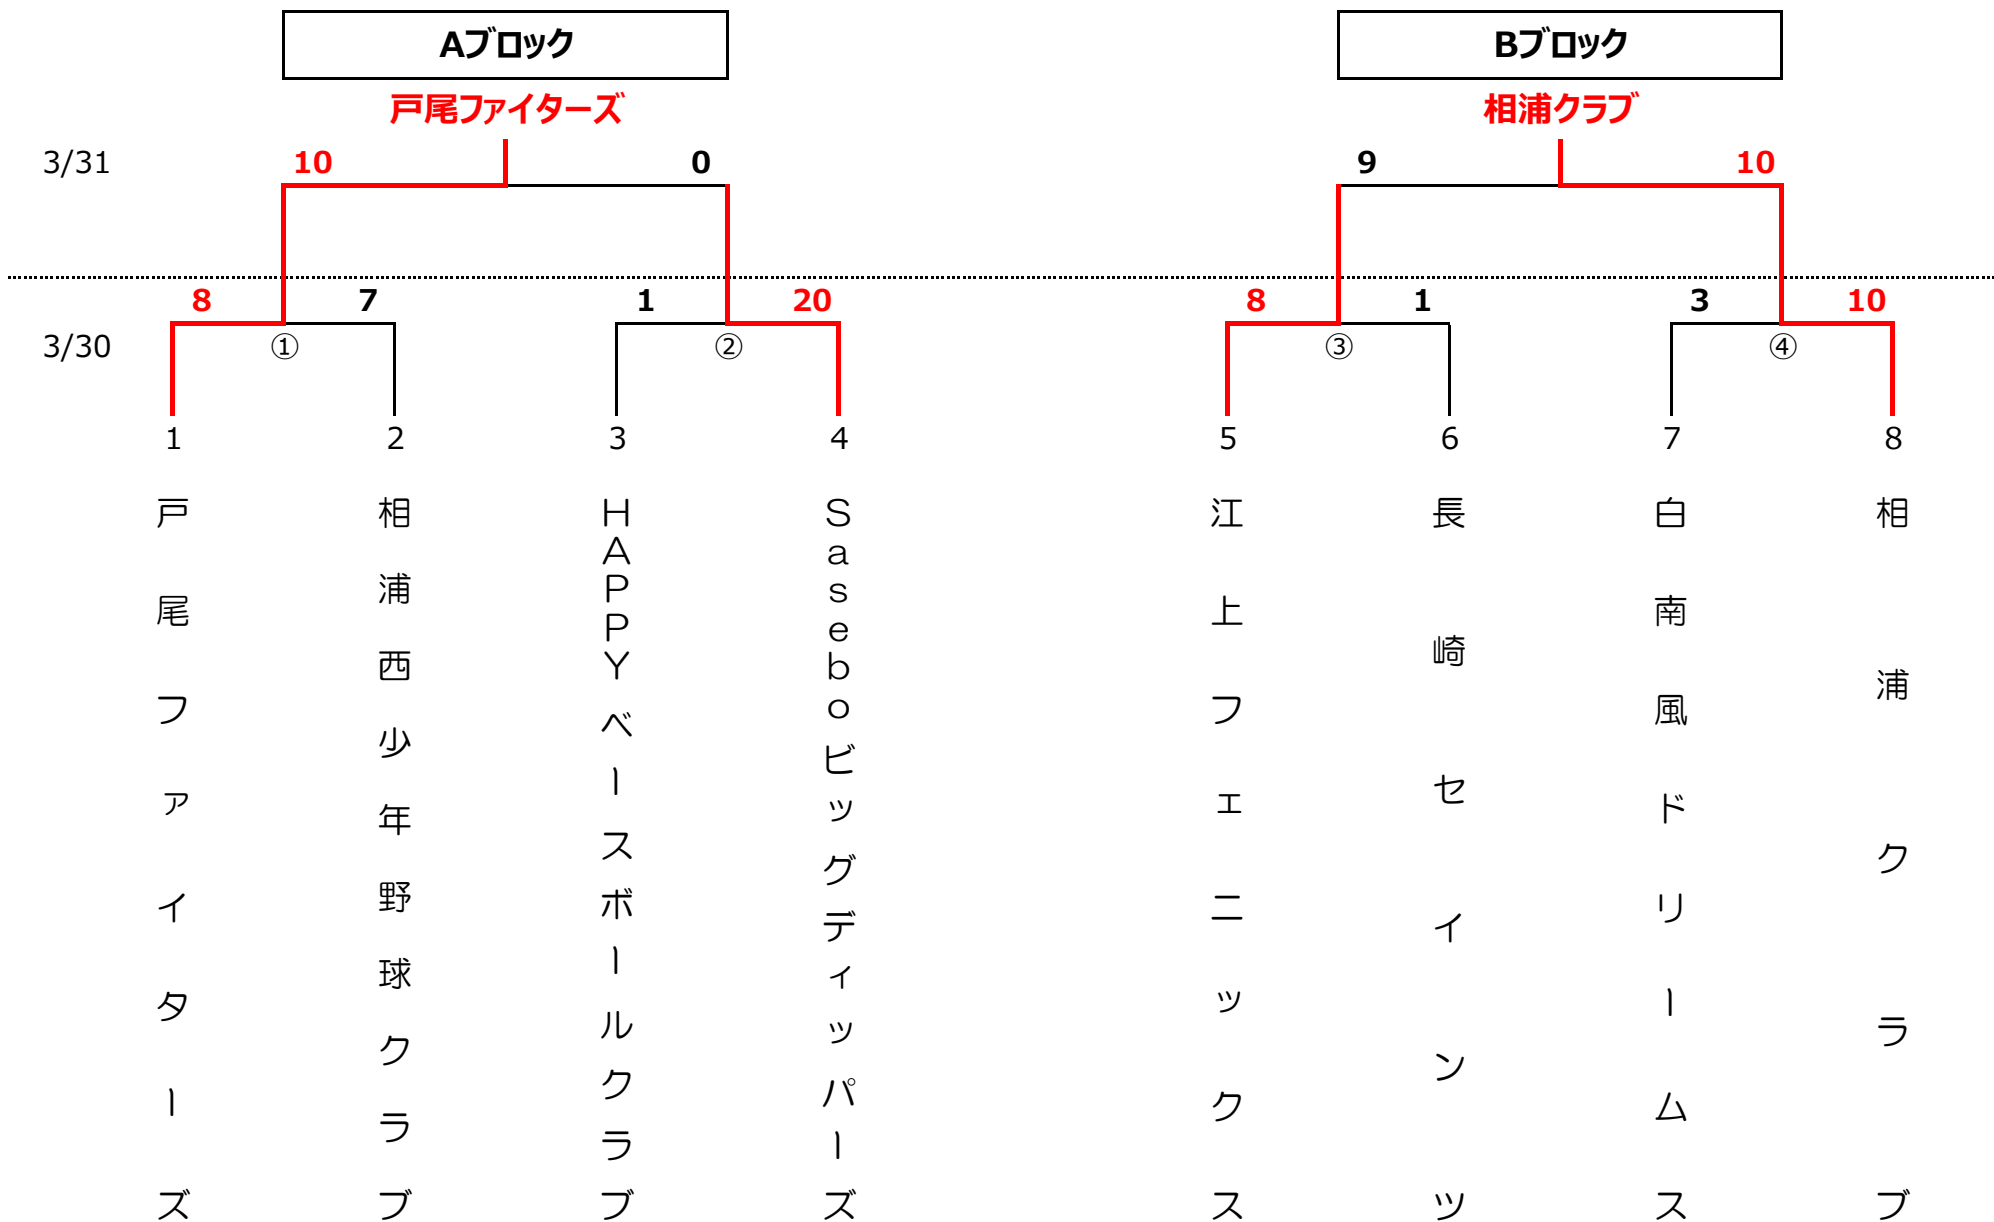 Aブロック
Bブロック
戸尾ファイターズ
相浦クラブ
3/31
10
0
9
10
8
7
1
20
8
1
3
10
3/30
①
②
③
④
1
2
3
4
5
6
7
8
戸尾ファイターズ
相浦西少年野球クラブ
HAPPYベースボールクラブ
Saseboビッグディッパーズ
江上フェニックス
長崎セインツ
白南風ドリームス
相浦クラブ